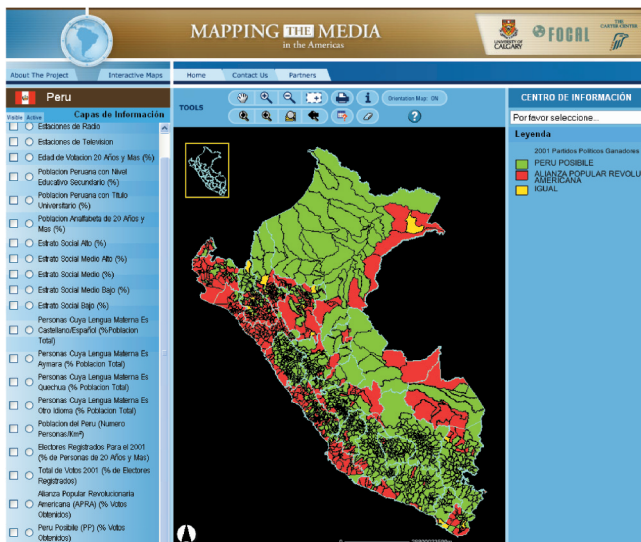 MAPPING THE MEDIA
in the Americas
UNIVERSITY OF
CALGARY
FOCAL
THE
CARTER CENTER
About The Project
Interactive Maps
Home
Contact Us
Partners
Peru
Capas de Información
Visible
Active
Estaciones de Radio
Estaciones de Television
Edad de Votacion 20 Años y Mas (%)
Poblacion Peruana con Nivel
Educativo Secundario (%)
Poblacion Peruana con Titulo
Universitario (%)
Poblacion Analfabeta de 20 Años y
Mas (%)
Estrato Social Alto (%)
Estrato Social Medio Alto (%)
Estrato Social Medio (%)
Estrato Social Medio Bajo (%)
Estrato Social Bajo (%)
Personas Cuya Lengua Materna Es
Castellano/Español (%Poblacion
Total)
Personas Cuya Lengua Materna Es
Aymara (% Poblacion Total)
Personas Cuya Lengua Materna Es
Quechua (% Poblacion Total)
Personas Cuya Lengua Materna Es
Otro Idioma (% Poblacion Total)
Poblacion del Peru (Numero
Personas/Km²)
Electores Registrados Para el 2001
(% de Personas de 20 Años y Mas)
Total de Votos 2001 (% de Electores
Registrados)
Alianza Popular Revolucionaria
Americana (APRA) (% Votos
Obtenidos)
Peru Posible (PP) (% Votos
Obtenidos)
TOOLS
Orientation Map: ON
CENTRO DE INFORMACIÓN
Por favor seleccione...
Leyenda
2001 Partidos Politicos Ganadores
PERU POSIBILE
ALIANZA POPULAR REVOLU
AMERICANA
IGUAL